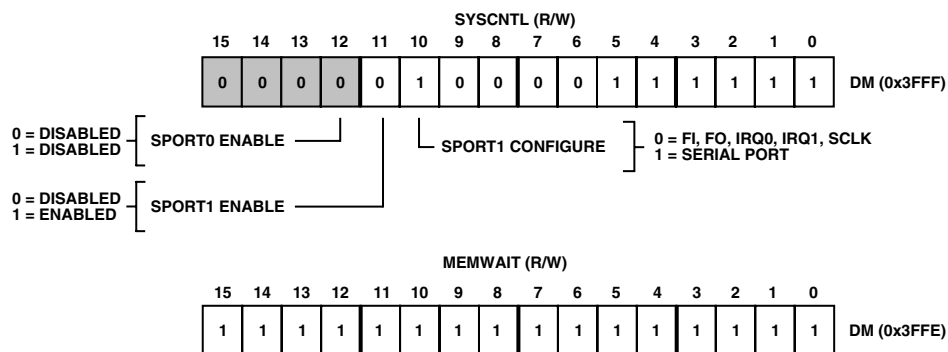 SYSCNTL (R/W)
15 14 13 12 11 10 9 8 7 6 5 4 3 2 1 0
0 0 0 0 0 1 0 0 0 0 1 1 1 1 1 1 DM (0x3FFF)
0 = DISABLED
1 = DISABLED
SPORT0 ENABLE
SPORT1 CONFIGURE
0 = FI, FO, IRQ0, IRQ1, SCLK
1 = SERIAL PORT
0 = DISABLED
1 = ENABLED
SPORT1 ENABLE
MEMWAIT (R/W)
15 14 13 12 11 10 9 8 7 6 5 4 3 2 1 0
1 1 1 1 1 1 1 1 1 1 1 1 1 1 1 1 DM (0x3FFE)